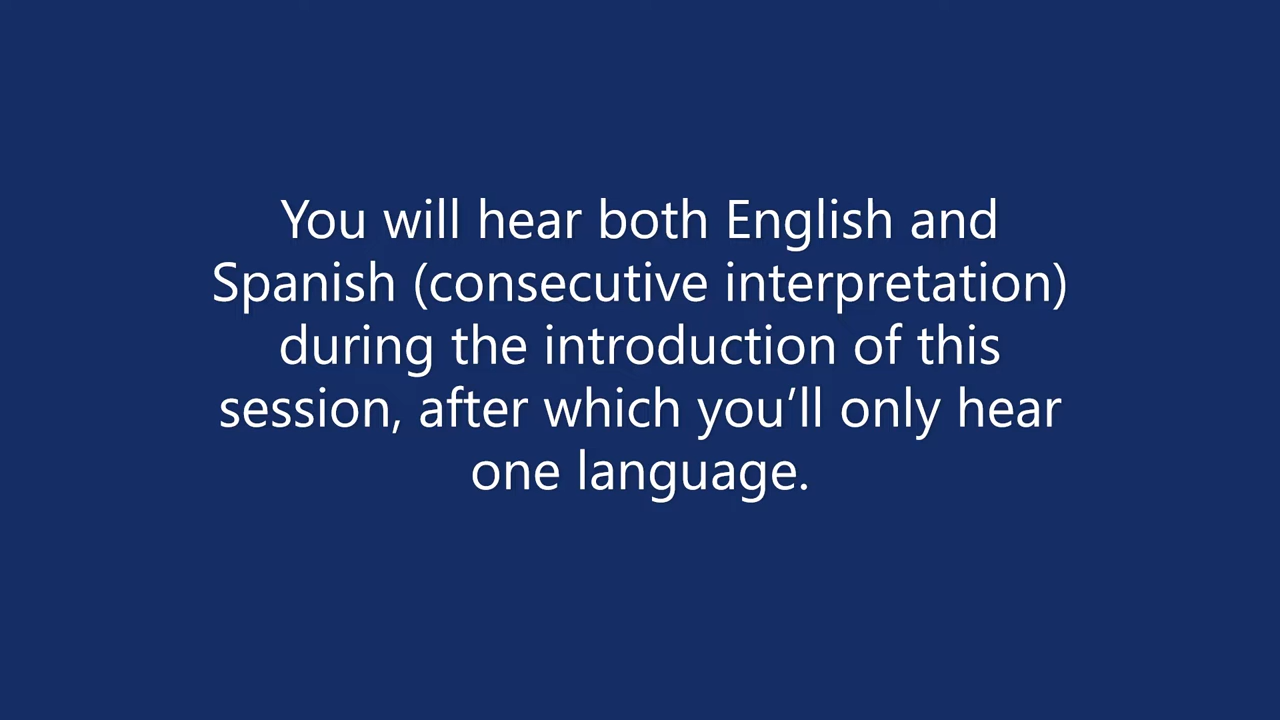 You will hear both English and
Spanish (consecutive interpretation)
during the introduction of this
session, after which you’ll only hear
one language.